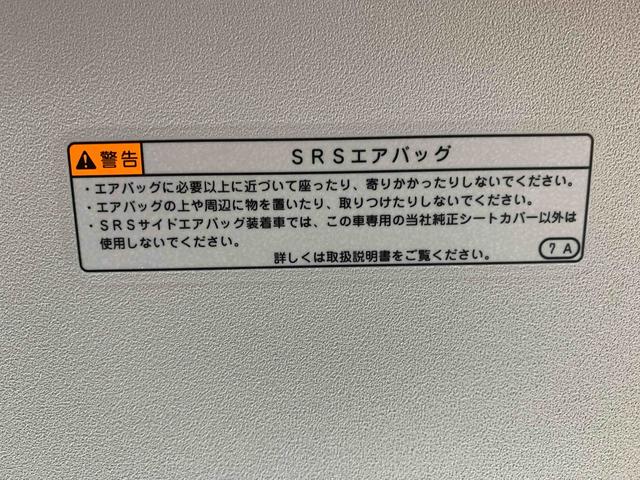 警告
SRSエアバッグ
・エアバッグに必要以上に近づいて座ったり、寄りかかったりしないでください。
・エアバッグの上や周辺に物を置いたり、取りつけたりしないでください。
・SRSサイドエアバッグ装着車では、この車専用の当社純正シートカバー以外は
使用しないでください。
詳しくは取扱説明書をご覧ください。
7A